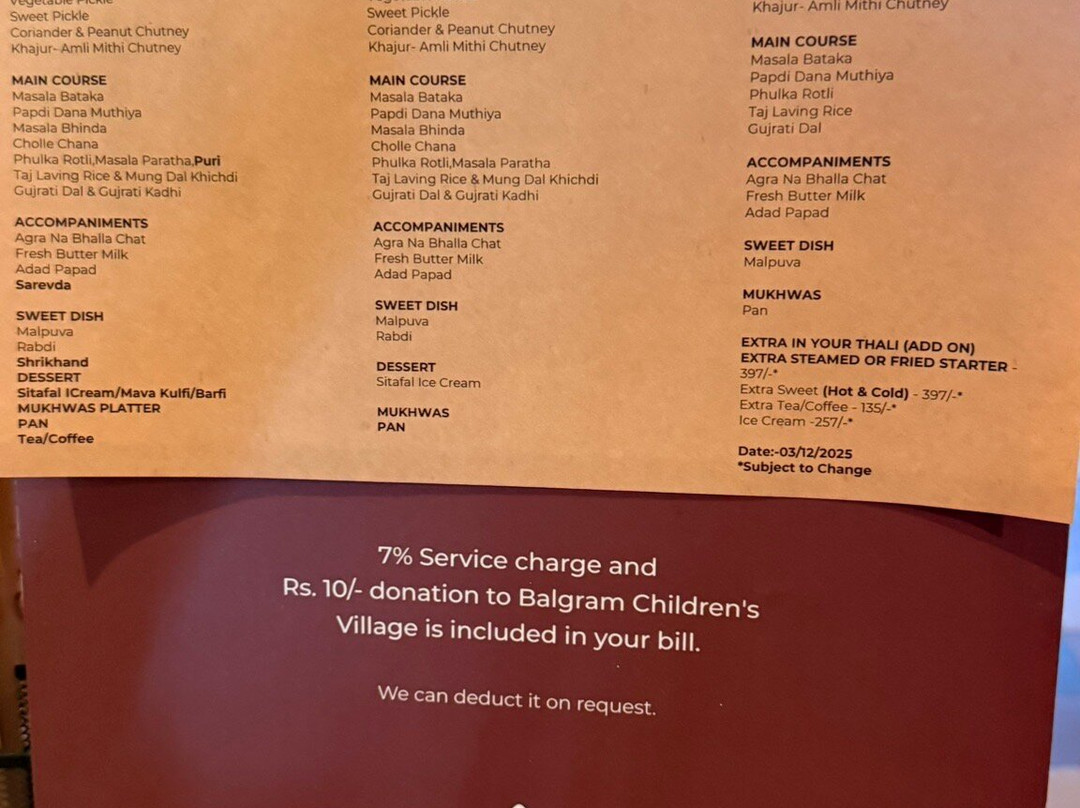 Vegetable Pickle
Sweet Pickle
Coriander & Peanut Chutney
Khajur- Amli Mithi Chutney
MAIN COURSE
Masala Bataka
Papdi Dana Muthiya
Masala Bhinda
Cholle Chana
Phulka Rotli,Masala Paratha,Puri
Taj Laving Rice & Mung Dal Khichdi
Gujrati Dal & Gujrati Kadhi
ACCOMPANIMENTS
Agra Na Bhalla Chat
Fresh Butter Milk
Adad Papad
Sarevda
SWEET DISH
Malpuva
Rabdi
Shrikhand
DESSERT
Sitafal ICream/Mava Kulfi/Barfi
MUKHWAS PLATTER
PAN
Tea/Coffee
Sweet Pickle
Coriander & Peanut Chutney
Khajur- Amli Mithi Chutney
MAIN COURSE
Masala Bataka
Papdi Dana Muthiya
Masala Bhinda
Cholle Chana
Phulka Rotli,Masala Paratha
Taj Laving Rice & Mung Dal Khichdi
Gujrati Dal & Gujrati Kadhi
ACCOMPANIMENTS
Agra Na Bhalla Chat
Fresh Butter Milk
Adad Papad
SWEET DISH
Malpuva
Rabdi
DESSERT
Sitafal Ice Cream
MUKHWAS
PAN
Khajur- Amli Mithi Chutney
MAIN COURSE
Masala Bataka
Papdi Dana Muthiya
Phulka Rotli
Taj Laving Rice
Gujrati Dal
ACCOMPANIMENTS
Agra Na Bhalla Chat
Fresh Butter Milk
Adad Papad
SWEET DISH
Malpuva
MUKHWAS
Pan
EXTRA IN YOUR THALI (ADD ON)
EXTRA STEAMED OR FRIED STARTER -
397/-*
Extra Sweet (Hot & Cold) - 397/-*
Extra Tea/Coffee - 135/-*
Ice Cream -257/-*
Date:-03/12/2025
*Subject to Change
7% Service charge and
Rs. 10/- donation to Balgram Children's
Village is included in your bill.
We can deduct it on request.